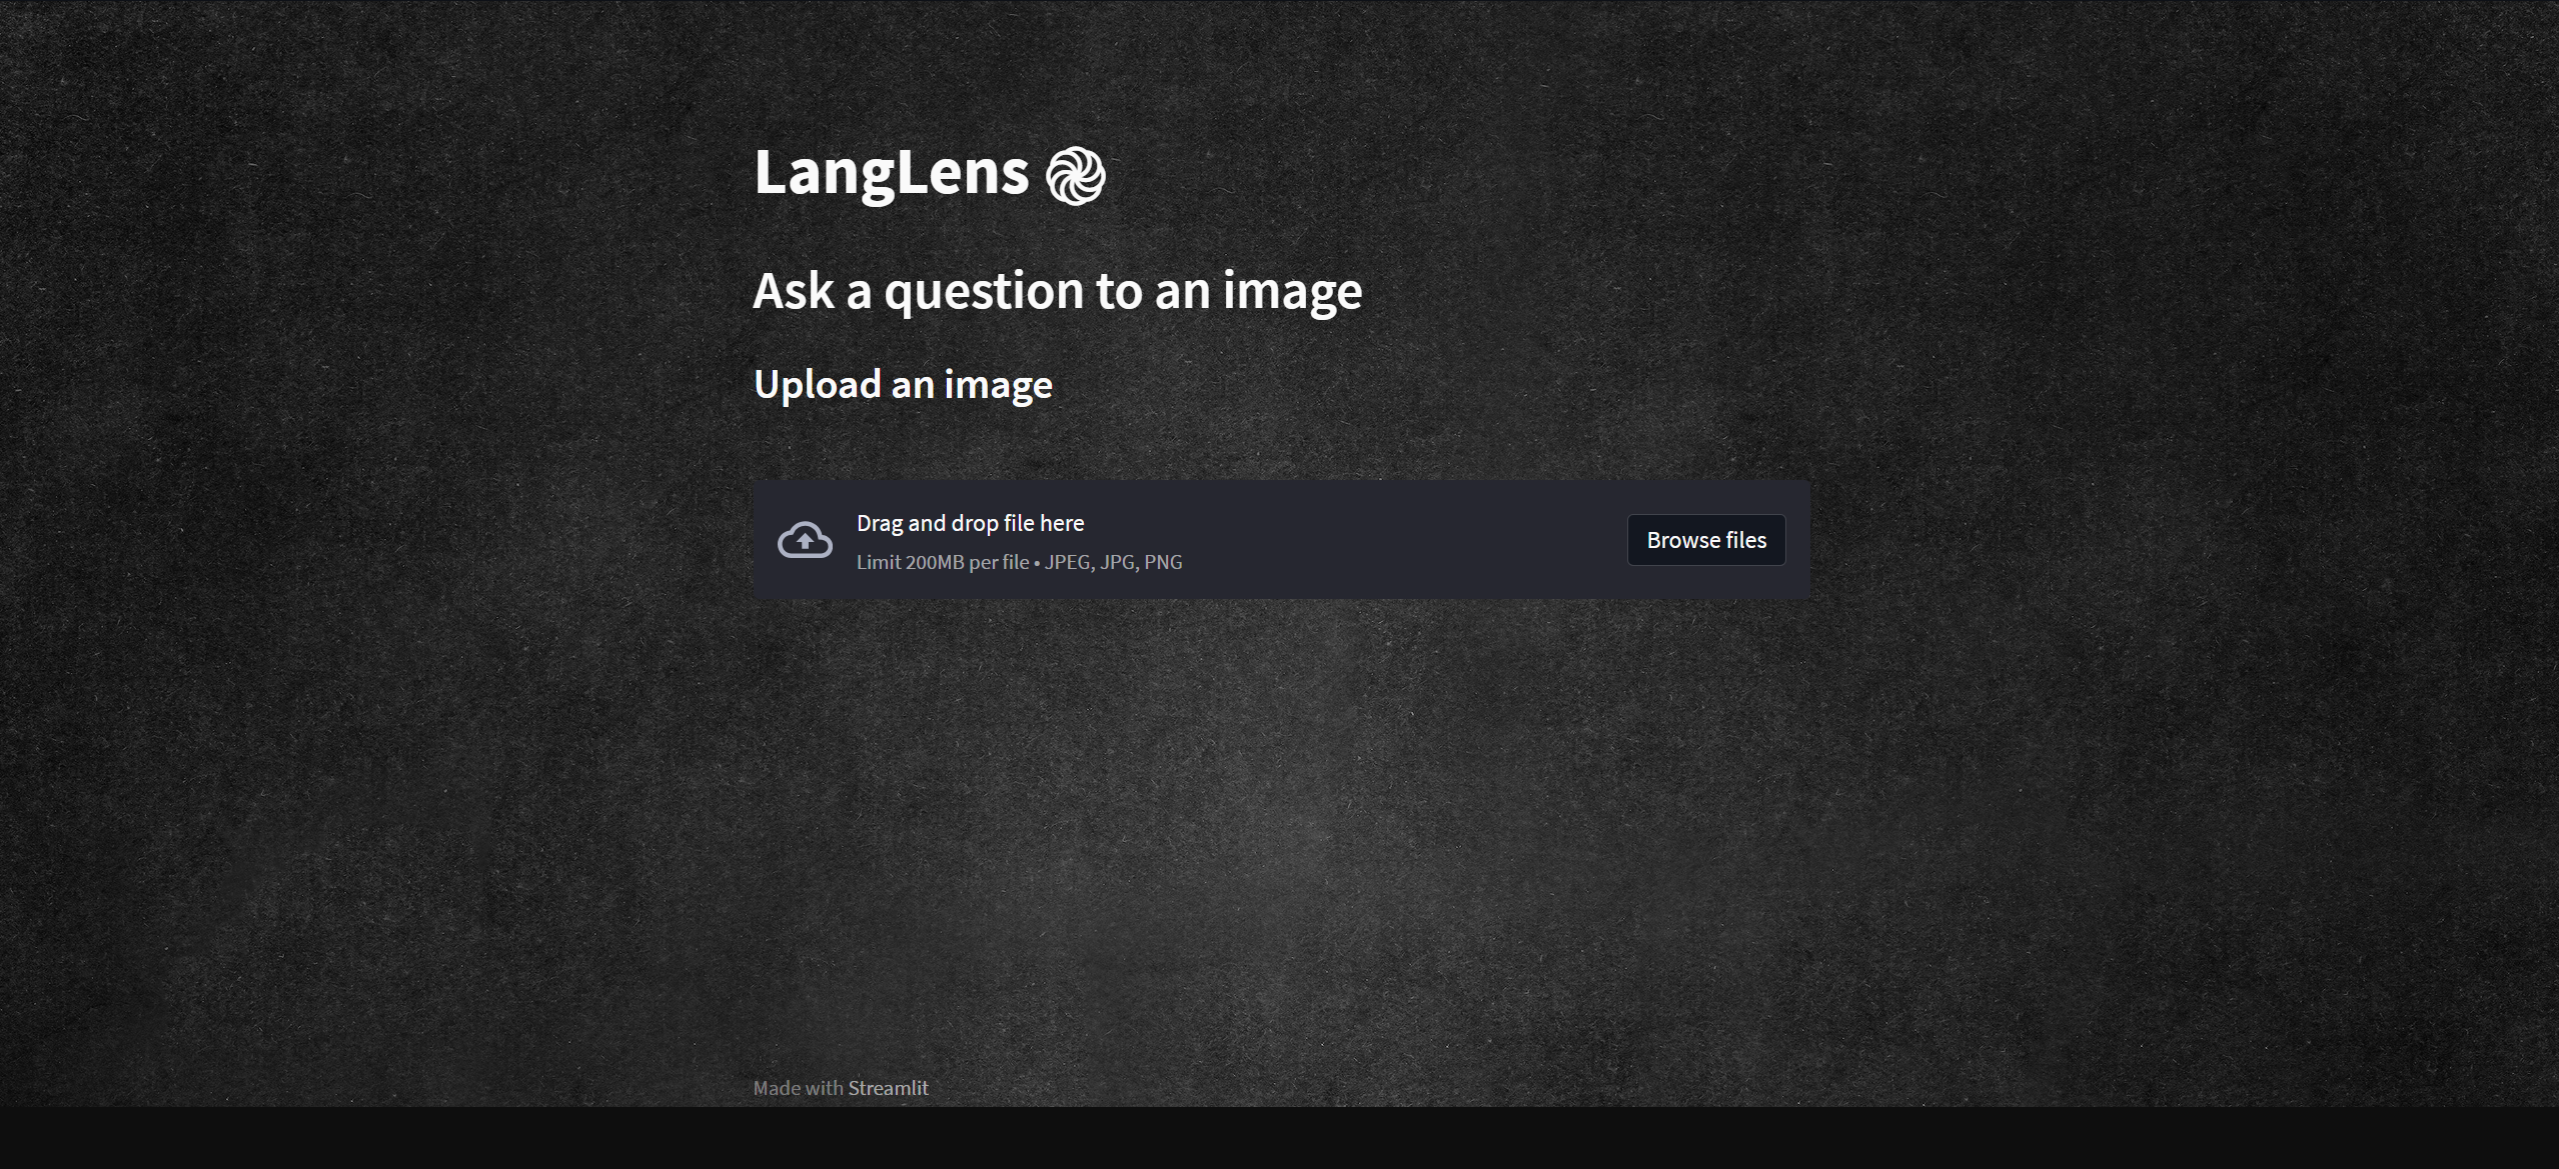 LangLens
Ask a question to an image
Upload an image
Drag and drop file here
Limit 200MB per file • JPEG, JPG, PNG
Browse files
Made with Streamlit